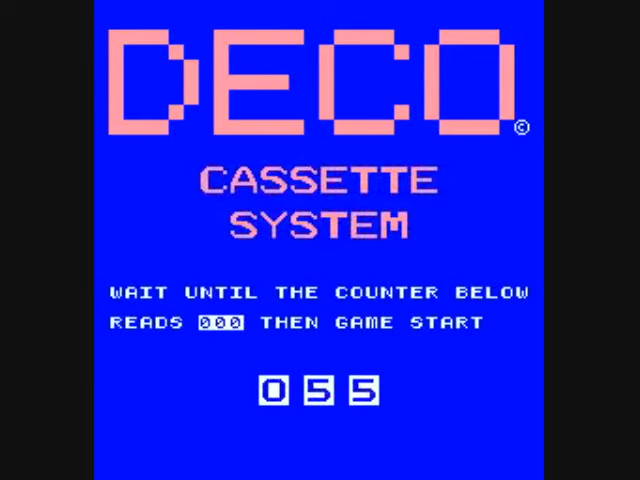 DECO©
CASSETTE
SYSTEM
WAIT UNTIL THE COUNTER BELOW
READS 000 THEN GAME START
055